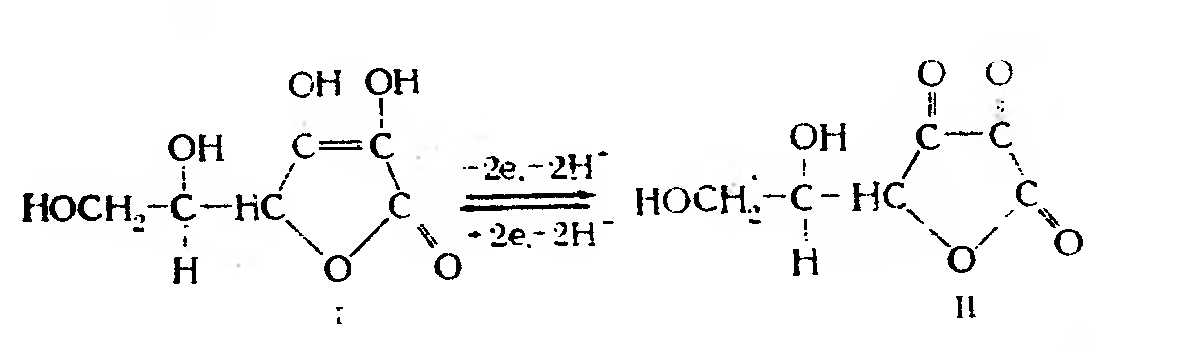 OH OH O O
OH C=C OH C—C
-2e.-2H⁺
HOCH₂-C-HC C HOCH₂-C-HC C
+2e.-2H⁻
H O O H O O
I II